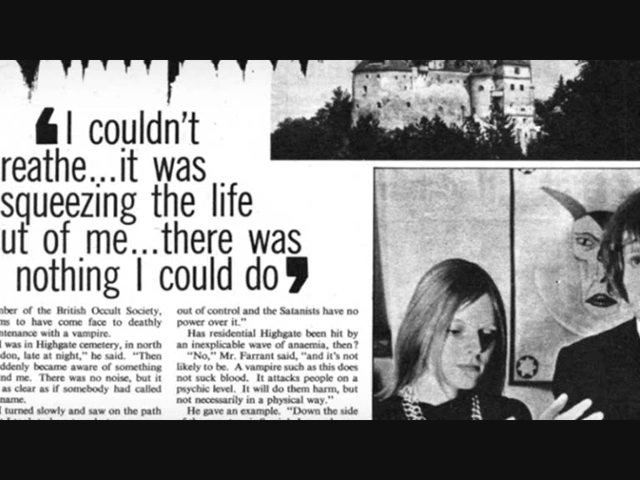 ‘I couldn't
reathe...it was
squeezing the life
ut of me...there was
nothing I could do’
nber of the British Occult Society,
ms to have come face to deathly
ntenance with a vampire.
I was in Highgate cemetery, in north
don, late at night," he said. "Then
ddenly became aware of something
nd me. There was no noise, but it
as clear as if somebody had called
name.
I turned slowly and saw on the path
out of control and the Satanists have no
power over it."
Has residential Highgate been hit by
an inexplicable wave of anaemia, then?
"No," Mr. Farrant said, "and it's not
likely to be. A vampire such as this does
not suck blood. It attacks people on a
psychic level. It will do them harm, but
not necessarily in a physical way."
He gave an example. "Down the side